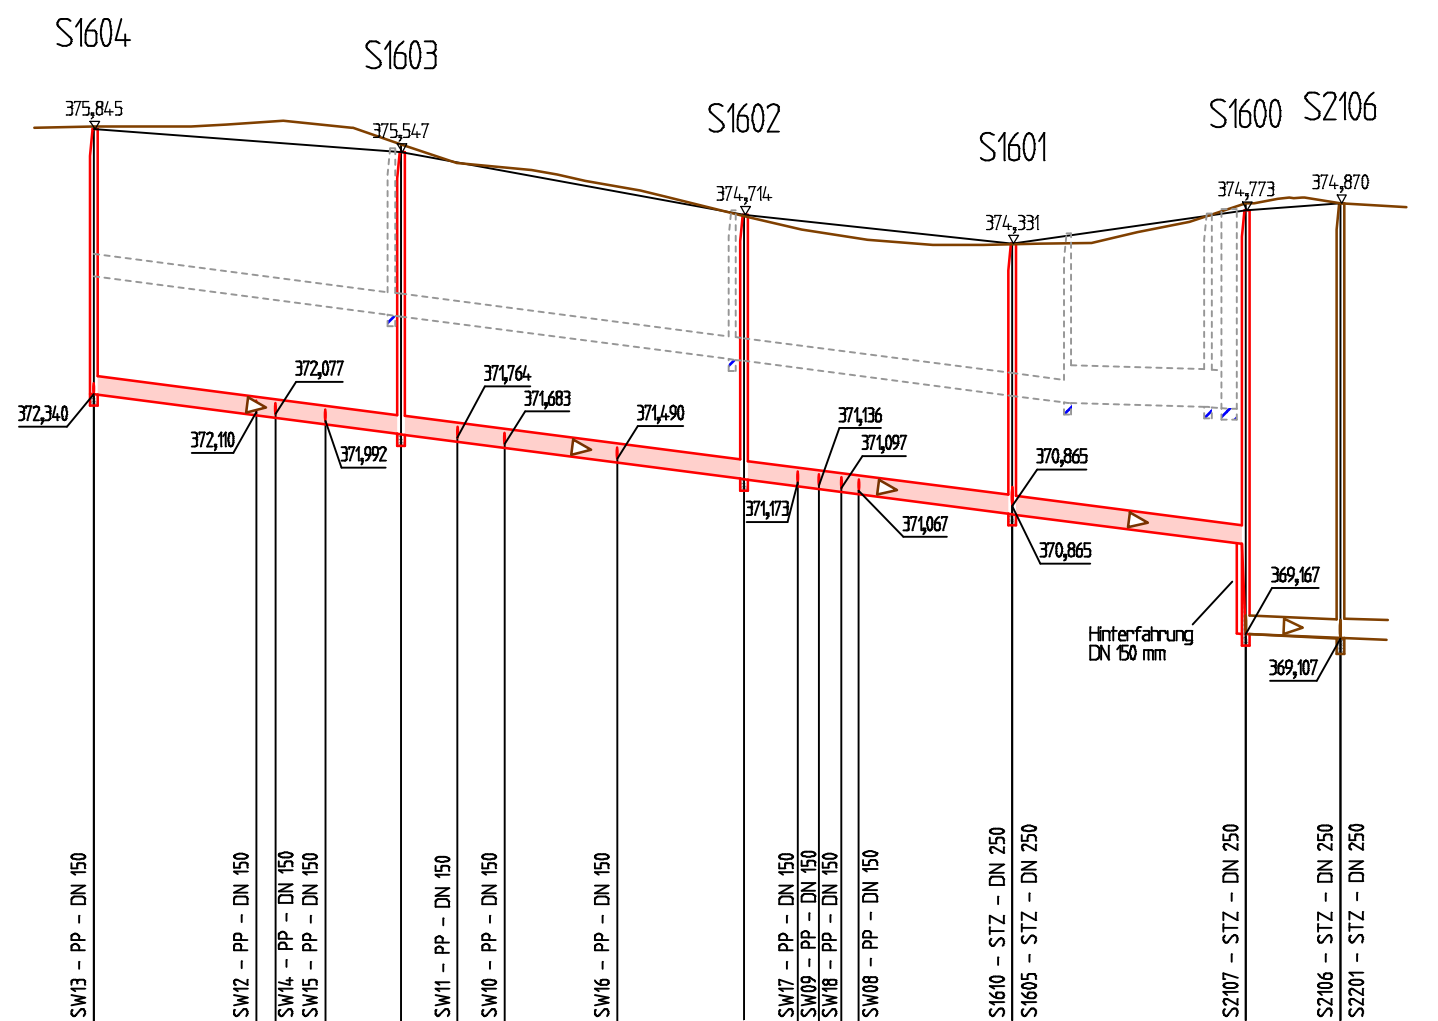 S1604
S1603
S1602
S1601
S1600
S2106
375,845
375,547
374,714
374,331
374,773
374,870
372,340
372,110
372,077
371,992
371,764
371,683
371,490
371,173
371,136
371,097
371,067
370,865
370,865
369,167
369,107
Hinterfahrung
DN 150 mm
SW13 - PP - DN 150
SW12 - PP - DN 150
SW14 - PP - DN 150
SW15 - PP - DN 150
SW11 - PP - DN 150
SW10 - PP - DN 150
SW16 - PP - DN 150
SW17 - PP - DN 150
SW09 - PP - DN 150
SW18 - PP - DN 150
SW08 - PP - DN 150
S1610 - STZ - DN 250
S1605 - STZ - DN 250
S2107 - STZ - DN 250
S2106 - STZ - DN 250
S2201 - STZ - DN 250